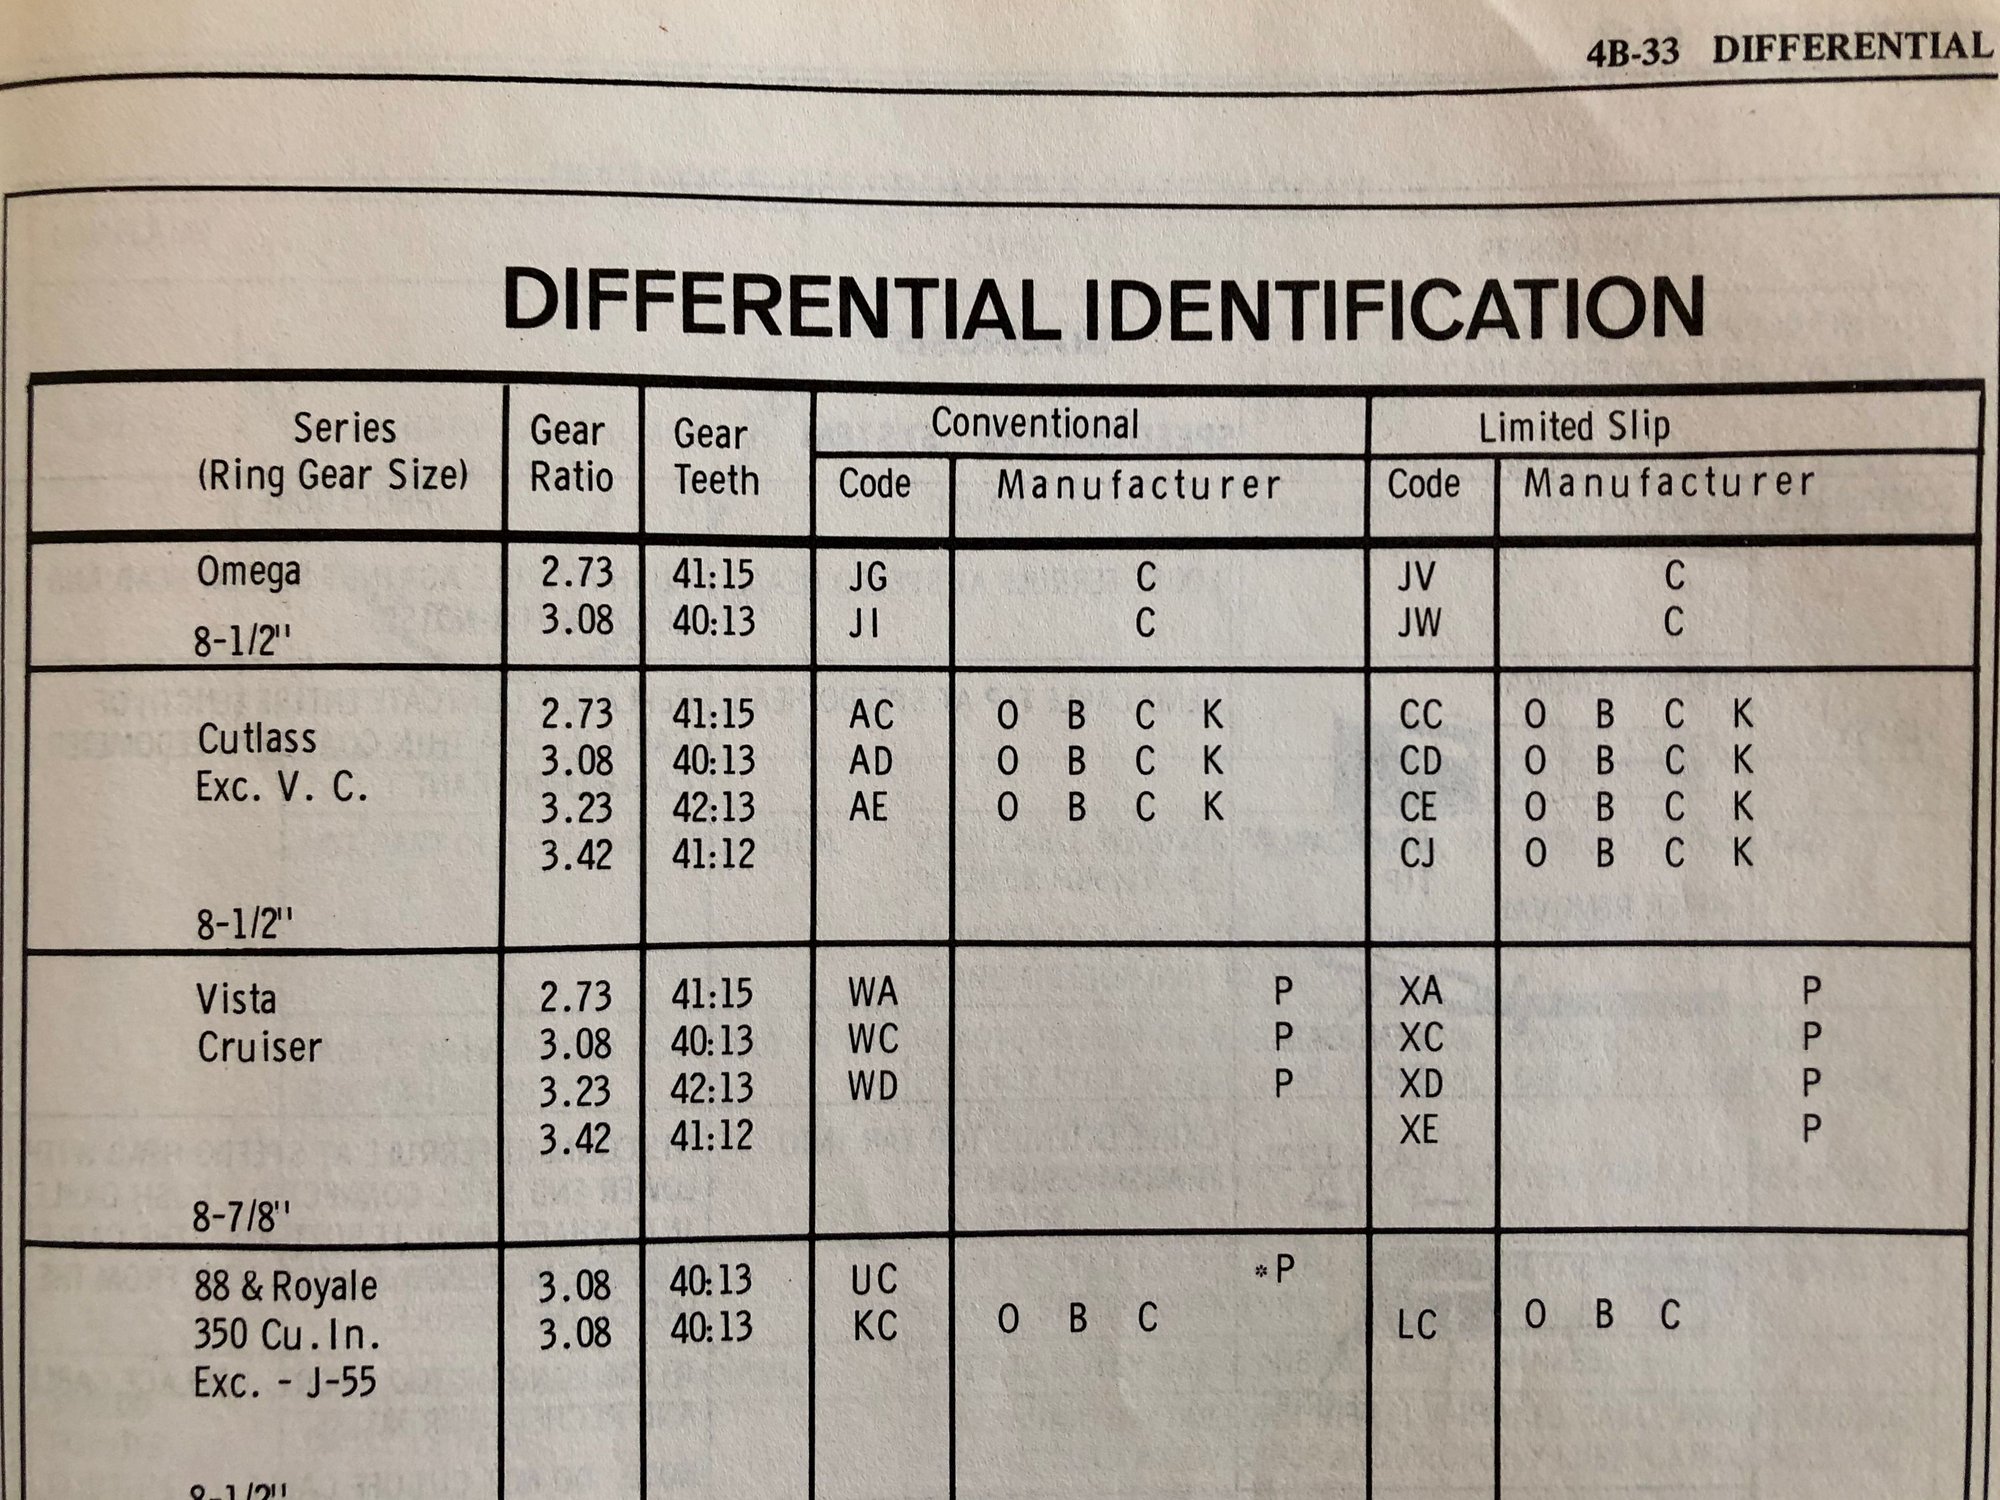 4B-33 DIFFERENTIAL
DIFFERENTIAL IDENTIFICATION
Series (Ring Gear Size) Gear Ratio Gear Teeth Conventional Limited Slip
Code Manufacturer Code Manufacturer
Omega 2.73 41:15 JG C JV C
3.08 40:13 JI C JW C
8-1/2"
2.73 41:15 AC O B C K CC O B C K
Cutlass 3.08 40:13 AD O B C K CD O B C K
Exc. V. C. 3.23 42:13 AE O B C K CE O B C K
3.42 41:12 CJ O B C K
8-1/2"
Vista 2.73 41:15 WA P XA P
Cruiser 3.08 40:13 WC P XC P
3.23 42:13 WD P XD P
3.42 41:12 XE P
8-7/8"
88 & Royale 3.08 40:13 UC *P
350 Cu. In. 3.08 40:13 KC O B C LC O B C
Exc. - J-55
8-1/2"